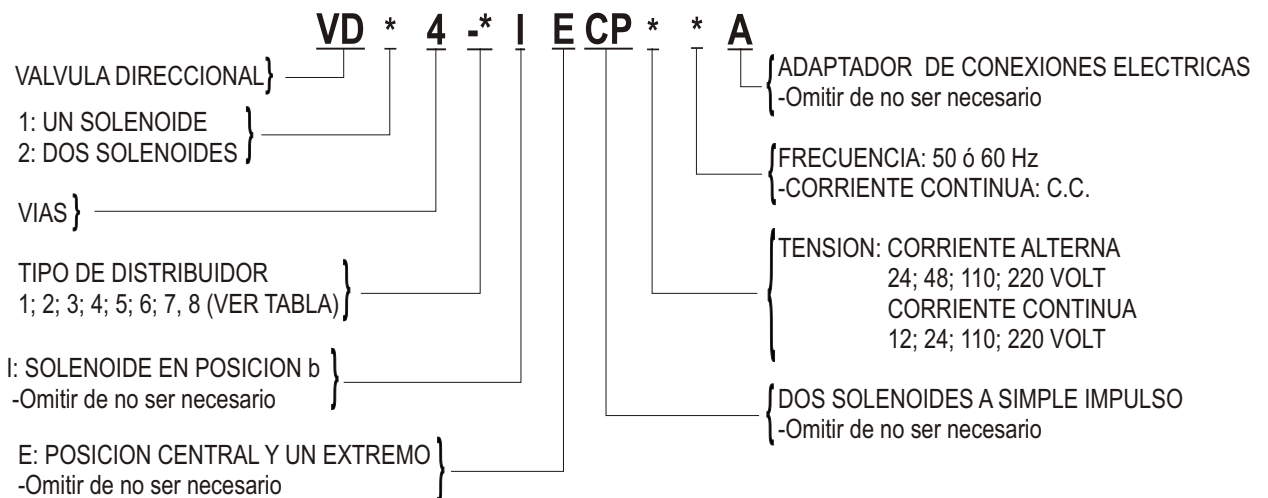 VD * 4 -* I E CP * * A
VALVULA DIRECCIONAL
1: UN SOLENOIDE
2: DOS SOLENOIDES
VIAS
TIPO DE DISTRIBUIDOR
1; 2; 3; 4; 5; 6; 7, 8 (VER TABLA)
I: SOLENOIDE EN POSICION b
-Omitir de no ser necesario
E: POSICION CENTRAL Y UN EXTREMO
-Omitir de no ser necesario
ADAPTADOR DE CONEXIONES ELECTRICAS
-Omitir de no ser necesario
FRECUENCIA: 50 ó 60 Hz
-CORRIENTE CONTINUA: C.C.
TENSION: CORRIENTE ALTERNA
24; 48; 110; 220 VOLT
CORRIENTE CONTINUA
12; 24; 110; 220 VOLT
DOS SOLENOIDES A SIMPLE IMPULSO
-Omitir de no ser necesario